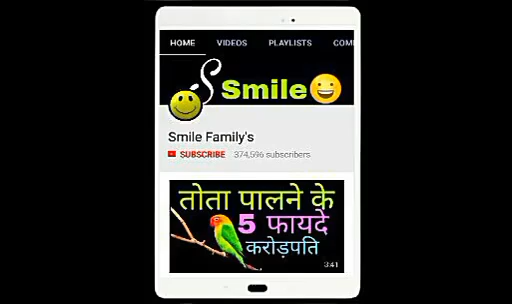 HOME VIDEOS PLAYLISTS COM
S Smile
Smile Family's
SUBSCRIBE 374,596 subscribers
तोता पालने के
5 फायदे
करोड़पति
3:41